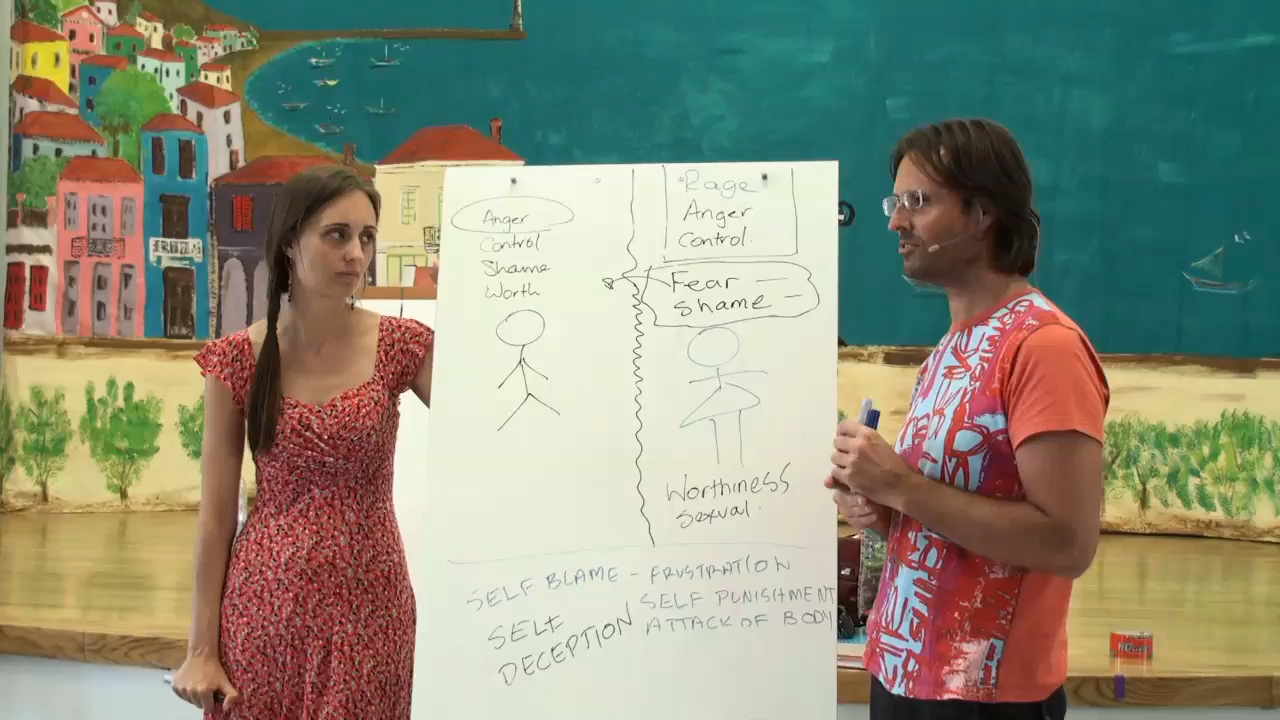 Anger
Control
Shame
Worth
Rage
Anger
Control.
Fear —
Shame —
Worthiness
Sexual.
SELF BLAME – FRUSTRATION
SELF PUNISHMENT
ATTACK OF BODY
SELF
DECEPTION